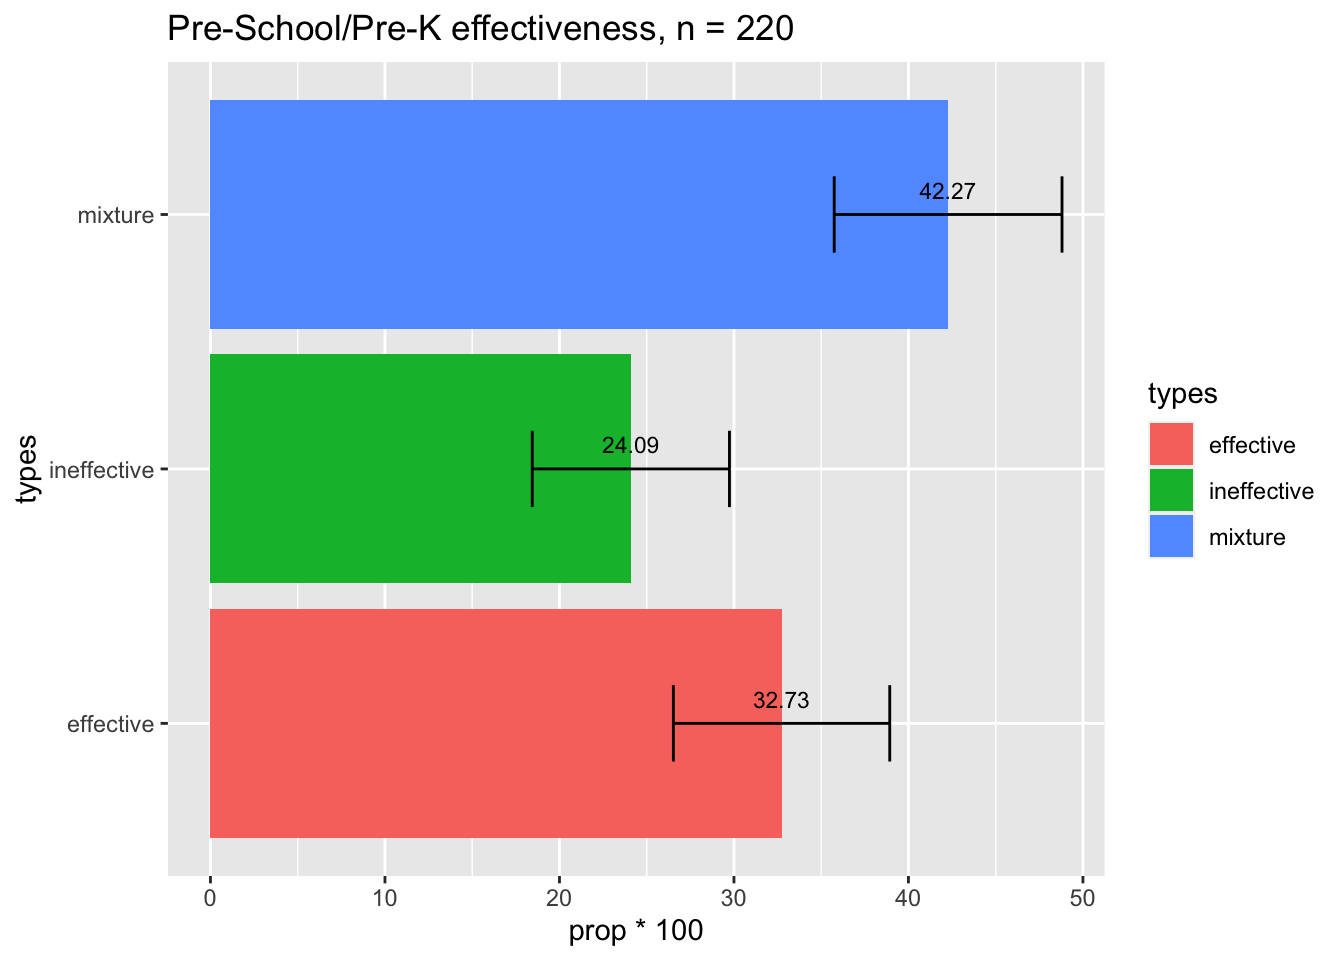 Pre-School/Pre-K effectiveness, n = 220
types
mixture
42.27
ineffective
24.09
effective
32.73
0 10 20 30 40 50
prop * 100
types
effective
ineffective
mixture